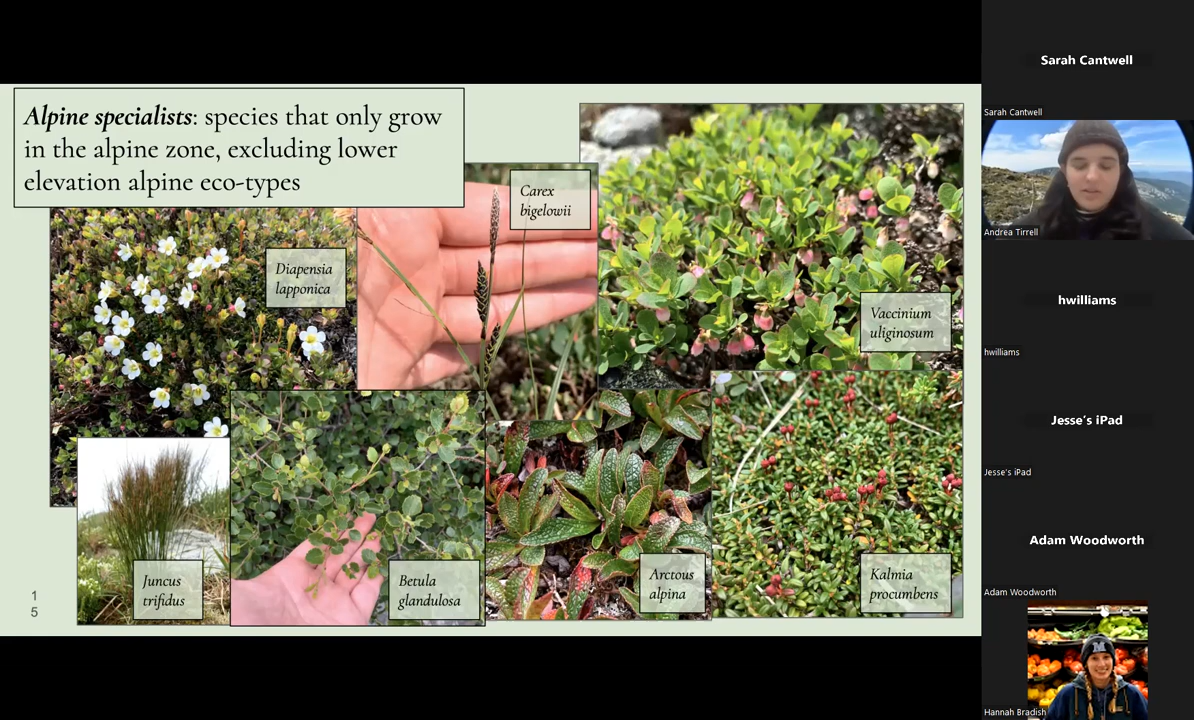 Alpine specialists: species that only grow
in the alpine zone, excluding lower
elevation alpine eco-types
Carex
bigelowii
Diapensia
lapponica
Vaccinium
uliginosum
Juncus
trifidus
Betula
glandulosa
Arctous
alpina
Kalmia
procumbens
1
5
Sarah Cantwell
Sarah Cantwell
Andrea Tirrell
hwilliams
hwilliams
Jesse's iPad
Jesse's iPad
Adam Woodworth
Adam Woodworth
M
Hannah Bradish